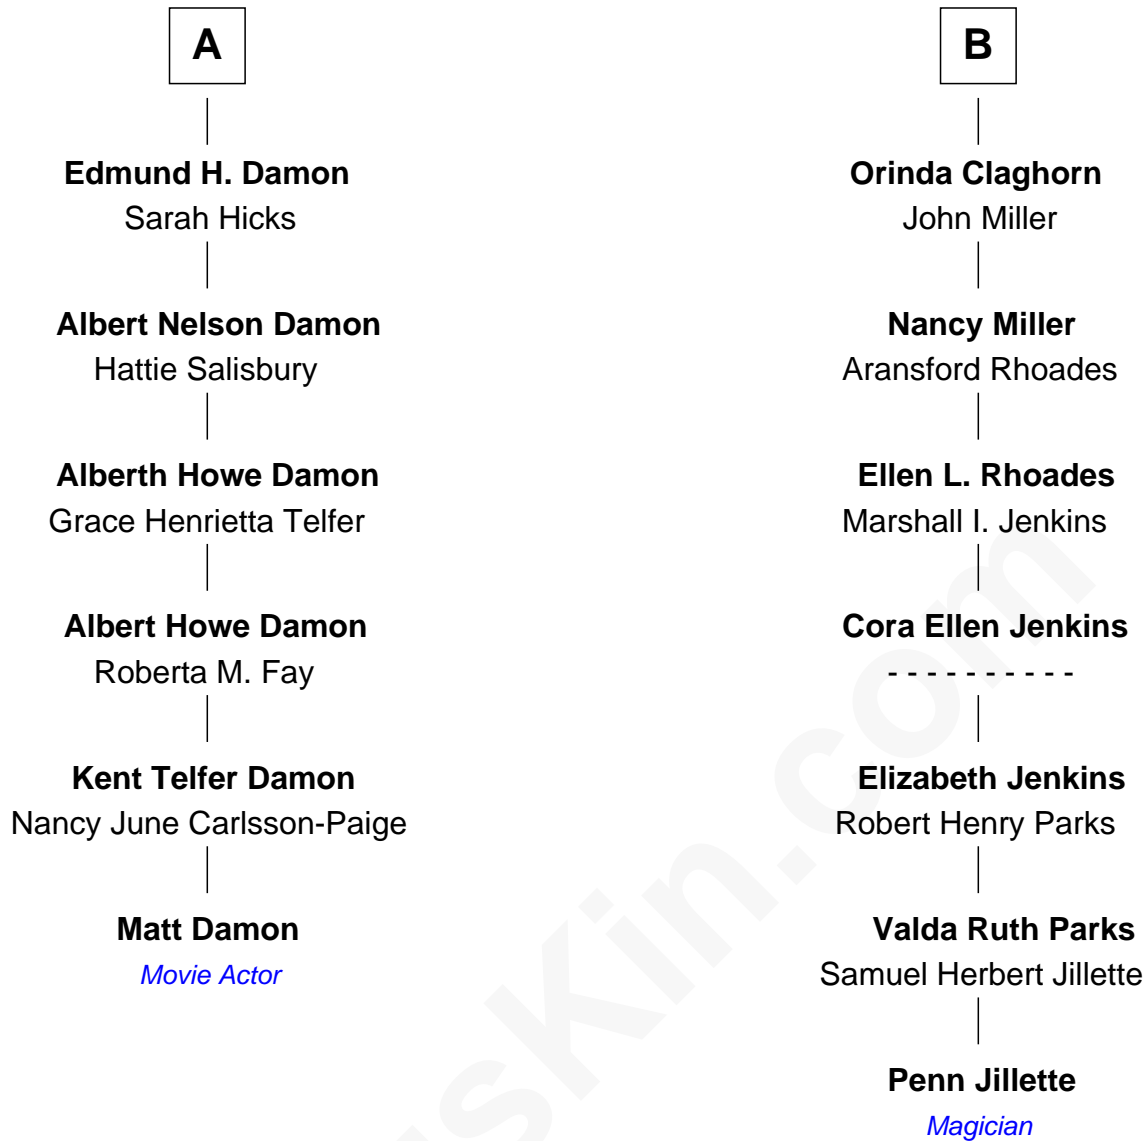 A
Edmund H. Damon
Sarah Hicks
Albert Nelson Damon
Hattie Salisbury
Alberth Howe Damon
Grace Henrietta Telfer
Albert Howe Damon
Roberta M. Fay
Kent Telfer Damon
Nancy June Carlsson-Paige
Matt Damon
Movie Actor
B
Orinda Claghorn
John Miller
Nancy Miller
Aransford Rhoades
Ellen L. Rhoades
Marshall I. Jenkins
Cora Ellen Jenkins
- - - - - - - - - -
Elizabeth Jenkins
Robert Henry Parks
Valda Ruth Parks
Samuel Herbert Jillette
Penn Jillette
Magician